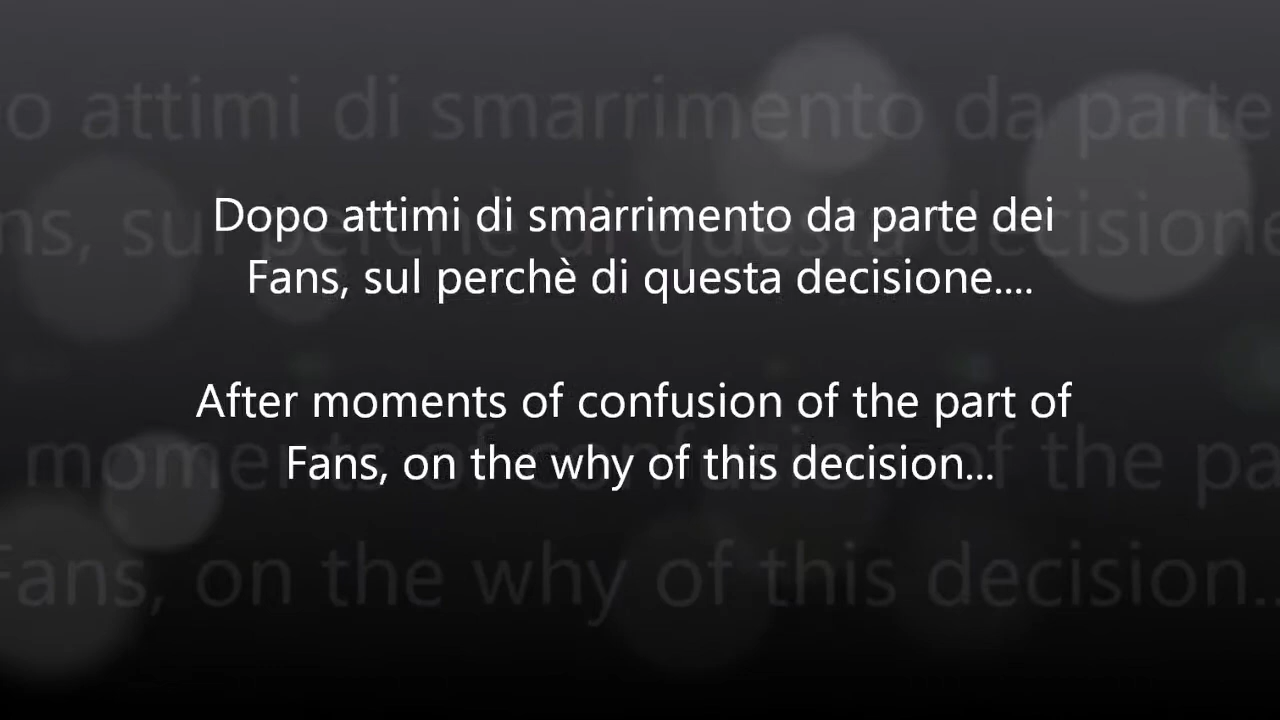 Dopo attimi di smarrimento da parte dei
Fans, sul perchè di questa decisione....
After moments of confusion of the part of
Fans, on the why of this decision...